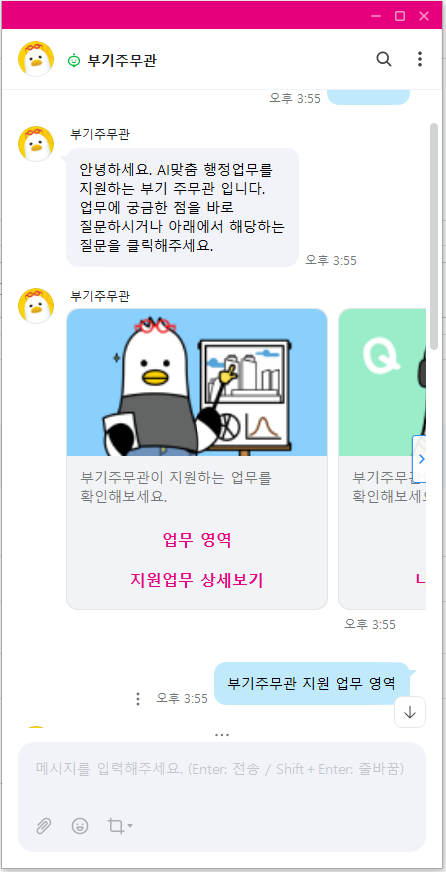 부기주무관
오후 3:55
부기주무관
안녕하세요. AI맞춤 행정업무를
지원하는 부기 주무관 입니다.
업무에 궁금한 점을 바로
질문하시거나 아래에서 해당하는
질문을 클릭해주세요.
오후 3:55
부기주무관
Q
부기주무관이 지원하는 업무를
확인해보세요.
업무 영역
지원업무 상세보기
부기주무
확인해보
오후 3:55
부기주무관 지원 업무 영역
오후 3:55
메시지를 입력해주세요. (Enter: 전송 / Shift + Enter: 줄바꿈)